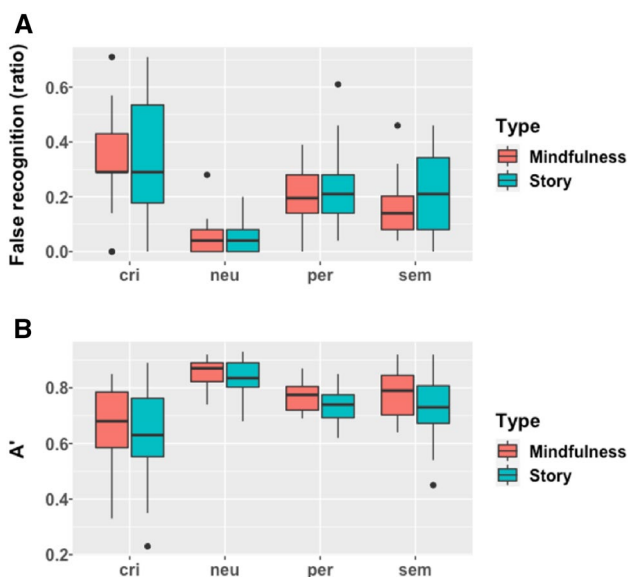 A
False recognition (ratio)
0.6
0.4
0.2
0.0
cri neu per sem
Type
Mindfulness
Story
B
A'
0.8
0.6
0.4
0.2
cri neu per sem
Type
Mindfulness
Story